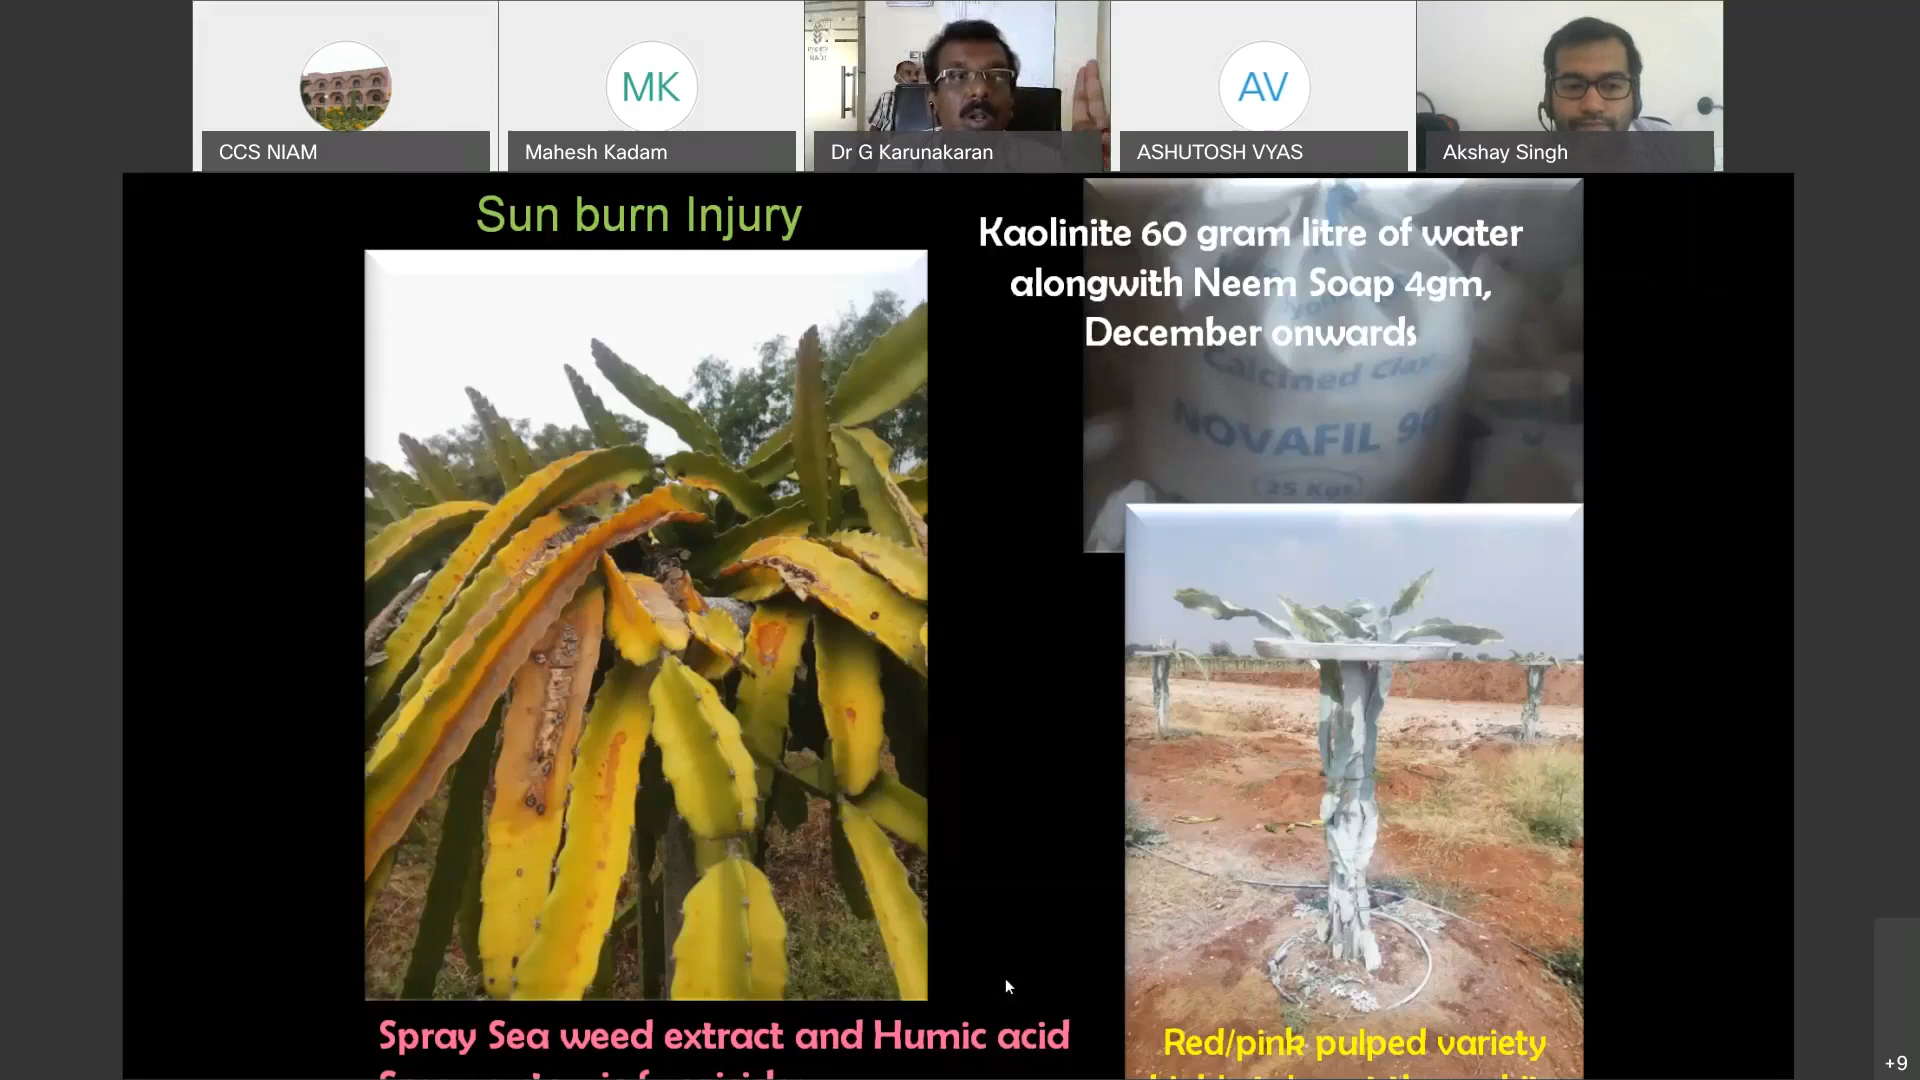 CCS NIAM
MK
Mahesh Kadam
Dr G Karunakaran
AV
ASHUTOSH VYAS
Akshay Singh
Sun burn Injury
Kaolinite 60 gram litre of water
alongwith Neem Soap 4gm,
December onwards
Calcined Clay
NOVAFIL 90
25 Kgs
Spray Sea weed extract and Humic acid
Red/pink pulped variety
+9